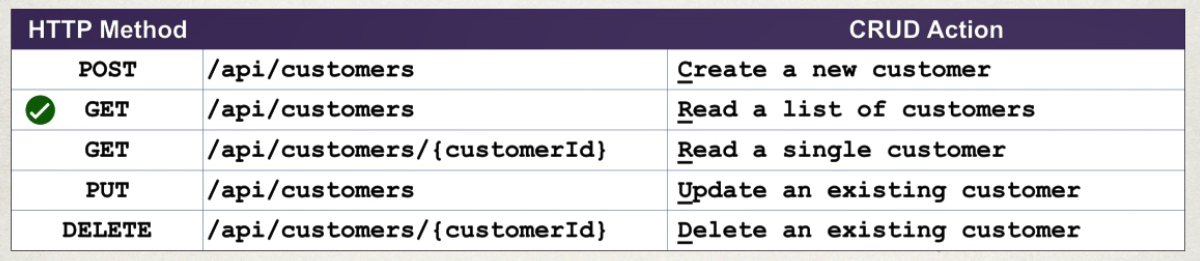 HTTP Method CRUD Action
POST /api/customers Create a new customer
GET /api/customers Read a list of customers
GET /api/customers/{customerId} Read a single customer
PUT /api/customers Update an existing customer
DELETE /api/customers/{customerId} Delete an existing customer